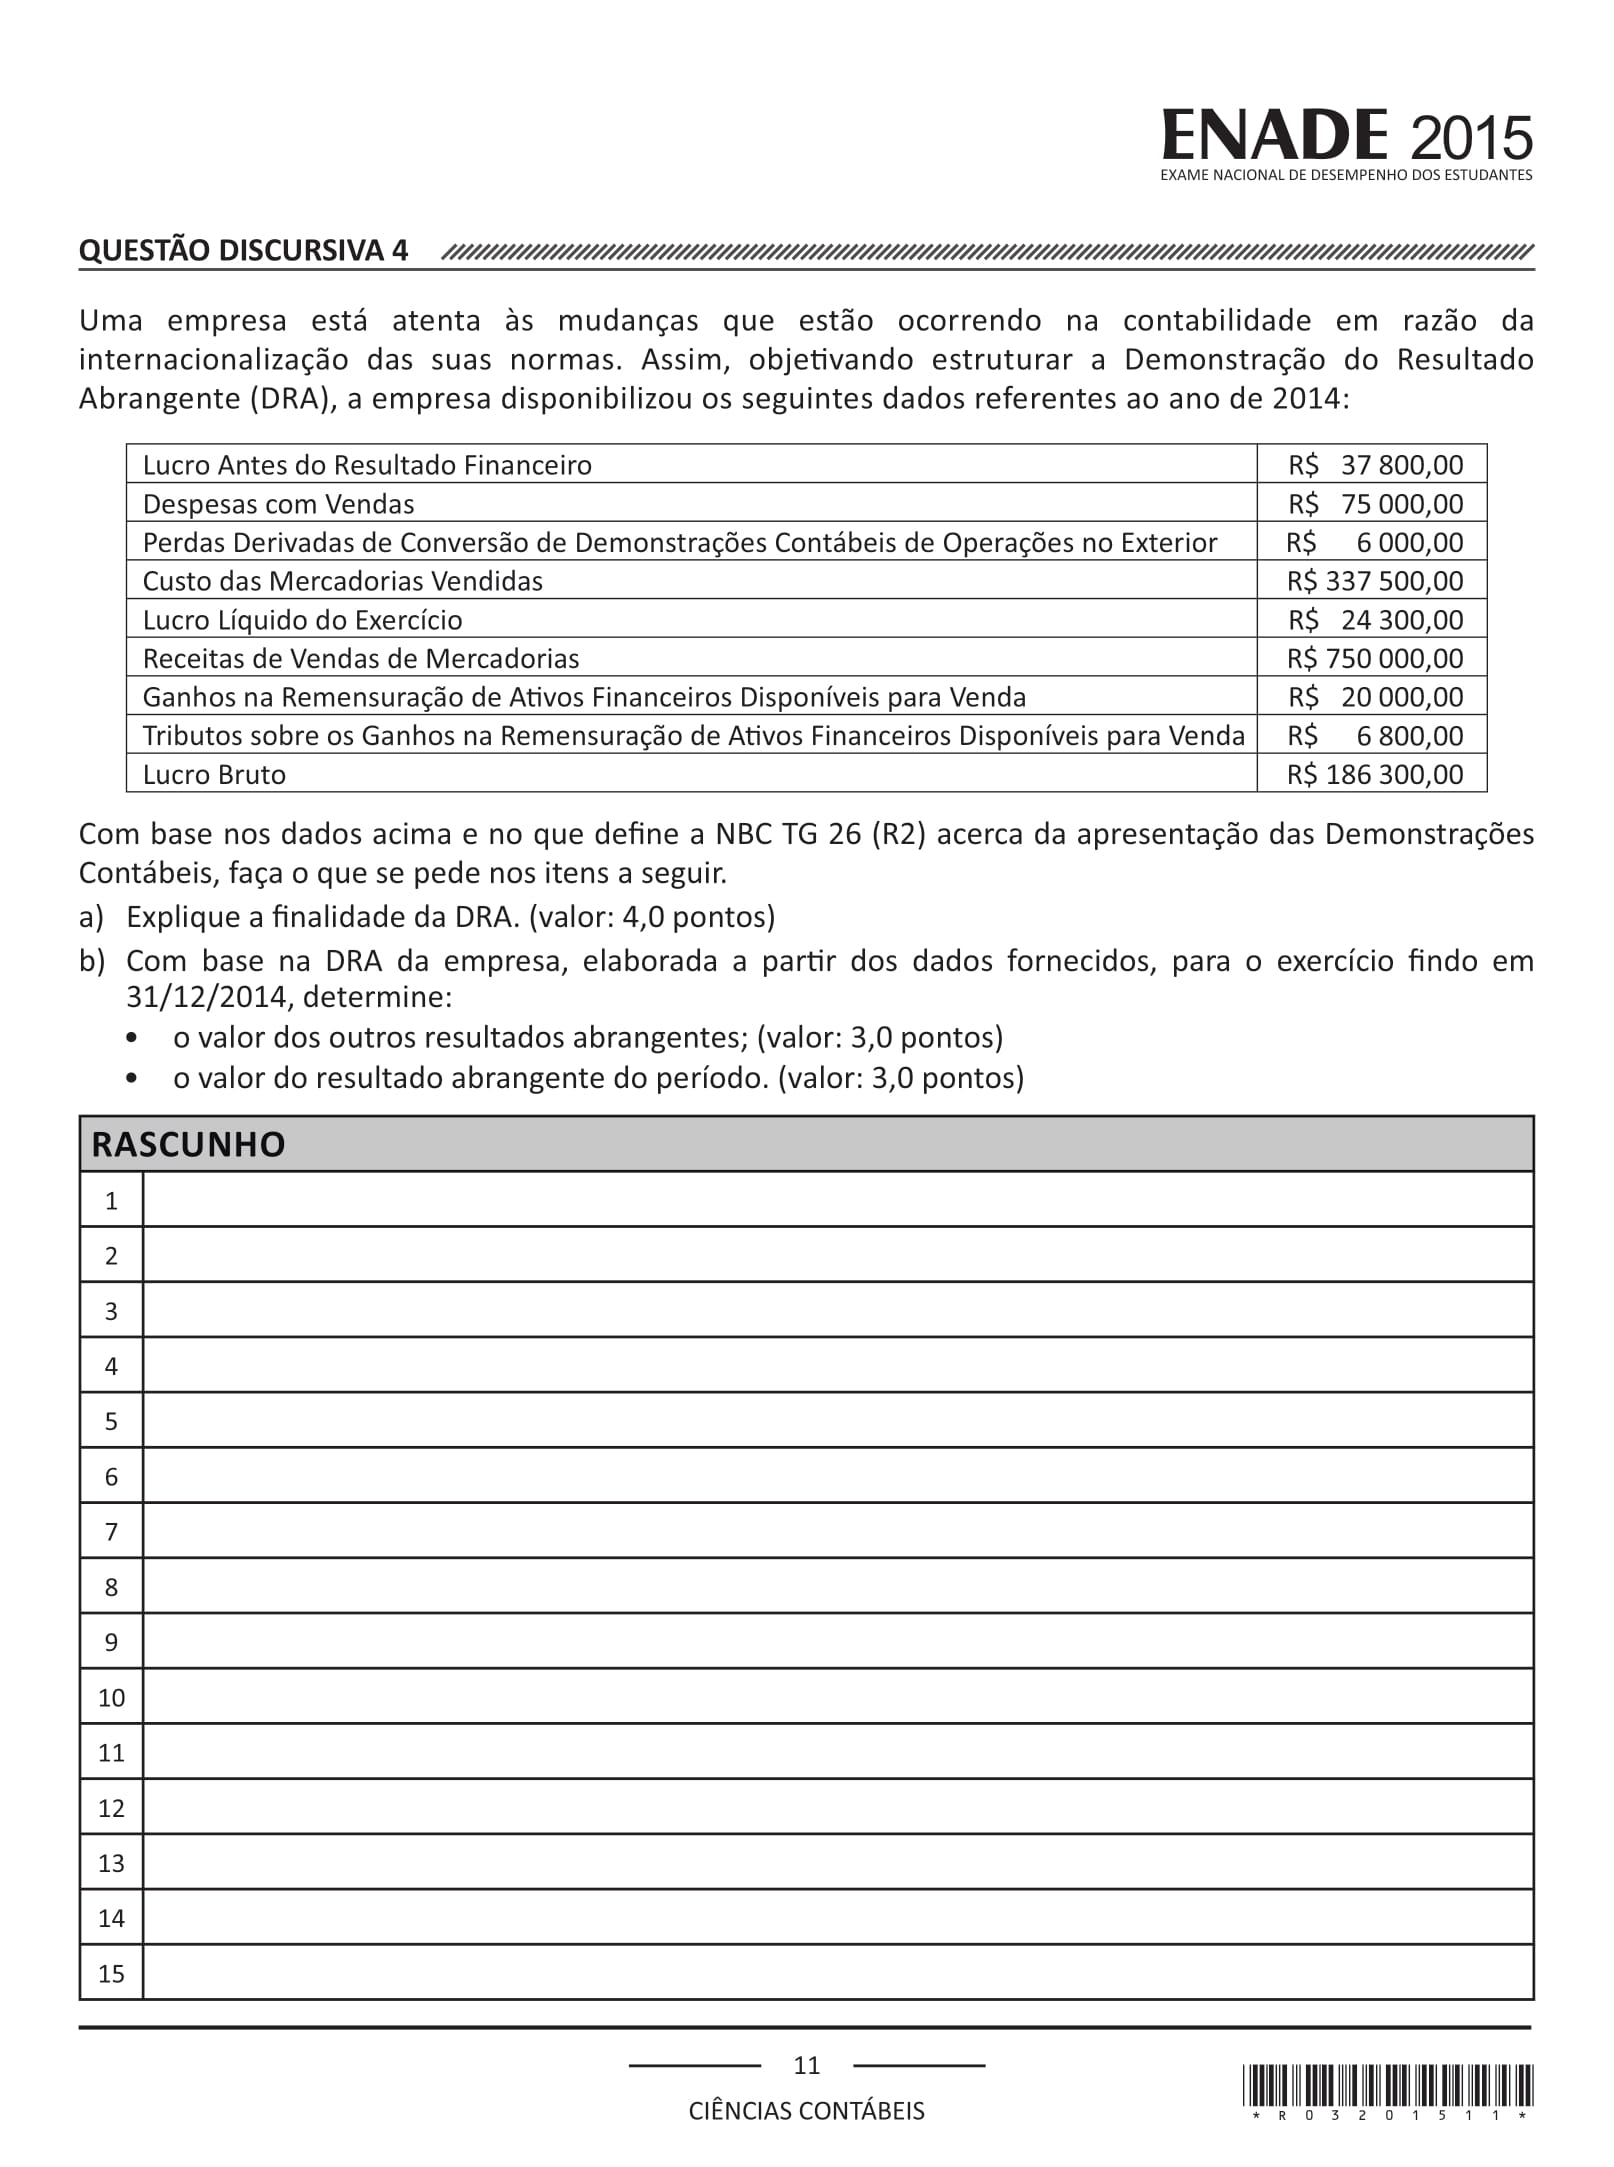 ENADE 2015
EXAME NACIONAL DE DESEMPENHO DOS ESTUDANTES
QUESTÃO DISCURSIVA 4
Uma empresa está atenta às mudanças que estão ocorrendo na contabilidade em razão da
internacionalização das suas normas. Assim, objetivando estruturar a Demonstração do Resultado
Abrangente (DRA), a empresa disponibilizou os seguintes dados referentes ao ano de 2014:
Lucro Antes do Resultado Financeiro R$ 37 800,00
Despesas com Vendas R$ 75 000,00
Perdas Derivadas de Conversão de Demonstrações Contábeis de Operações no Exterior R$ 6 000,00
Custo das Mercadorias Vendidas R$ 337 500,00
Lucro Líquido do Exercício R$ 24 300,00
Receitas de Vendas de Mercadorias R$ 750 000,00
Ganhos na Remensuração de Ativos Financeiros Disponíveis para Venda R$ 20 000,00
Tributos sobre os Ganhos na Remensuração de Ativos Financeiros Disponíveis para Venda R$ 6 800,00
Lucro Bruto R$ 186 300,00
Com base nos dados acima e no que define a NBC TG 26 (R2) acerca da apresentação das Demonstrações
Contábeis, faça o que se pede nos itens a seguir.
a) Explique a finalidade da DRA. (valor: 4,0 pontos)
b) Com base na DRA da empresa, elaborada a partir dos dados fornecidos, para o exercício findo em
31/12/2014, determine:
• o valor dos outros resultados abrangentes; (valor: 3,0 pontos)
• o valor do resultado abrangente do período. (valor: 3,0 pontos)
RASCUNHO
1
2
3
4
5
6
7
8
9
10
11
12
13
14
15
11
CIÊNCIAS CONTÁBEIS
*R0320151​1*